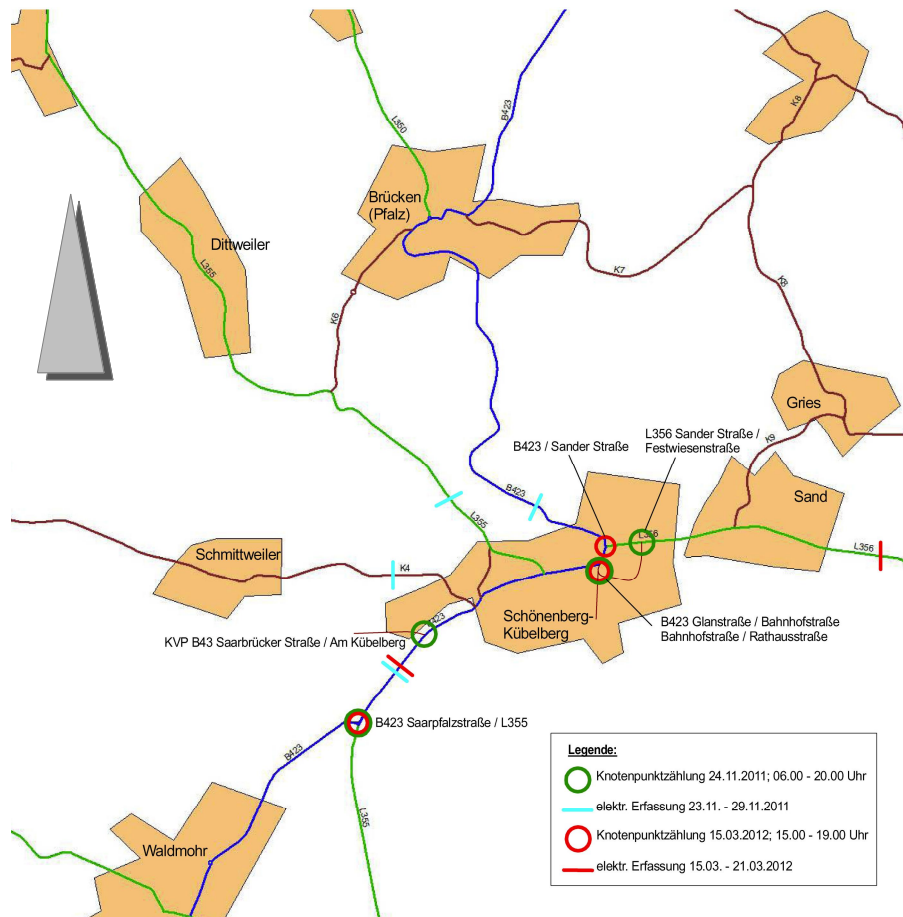 B423
K8
L350
Brücken
(Pfalz)
Dittweiler
L355
K7
K8
K6
Gries
B423 / Sander Straße
L356 Sander Straße /
Festwiesenstraße
K9
B423
Sand
L355
L356
L356
Schmittweiler
K4
Schönenberg-
Kübelberg
B423 Glanstraße / Bahnhofstraße
Bahnhofstraße / Rathausstraße
B423
KVP B43 Saarbrücker Straße / Am Kübelberg
B423 Saarpfalzstraße / L355
B423
L355
Waldmohr
Legende:
Knotenpunktzählung 24.11.2011; 06.00 - 20.00 Uhr
elektr. Erfassung 23.11. - 29.11.2011
Knotenpunktzählung 15.03.2012; 15.00 - 19.00 Uhr
elektr. Erfassung 15.03. - 21.03.2012